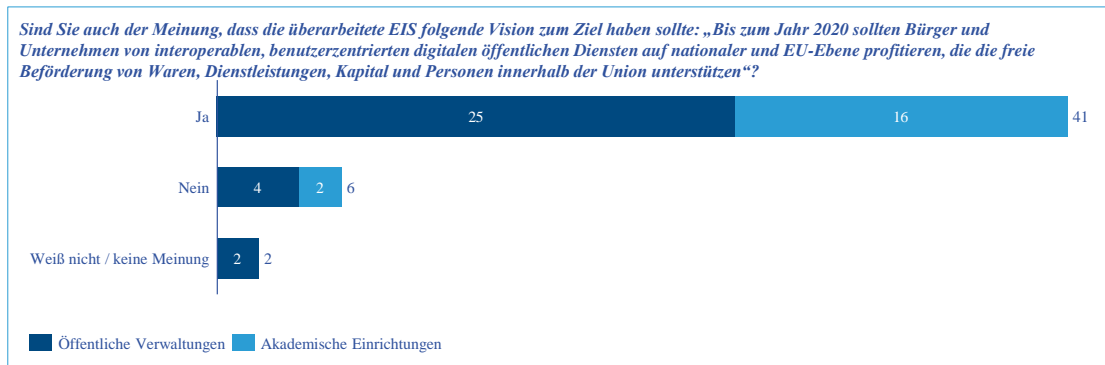 Sind Sie auch der Meinung, dass die überarbeitete EIS folgende Vision zum Ziel haben sollte: „Bis zum Jahr 2020 sollten Bürger und
Unternehmen von interoperablen, benutzerzentrierten digitalen öffentlichen Diensten auf nationaler und EU-Ebene profitieren, die die freie
Beförderung von Waren, Dienstleistungen, Kapital und Personen innerhalb der Union unterstützen“?
Ja 25 16 41
Nein 4 2 6
Weiß nicht / keine Meinung 2 2
Öffentliche Verwaltungen Akademische Einrichtungen